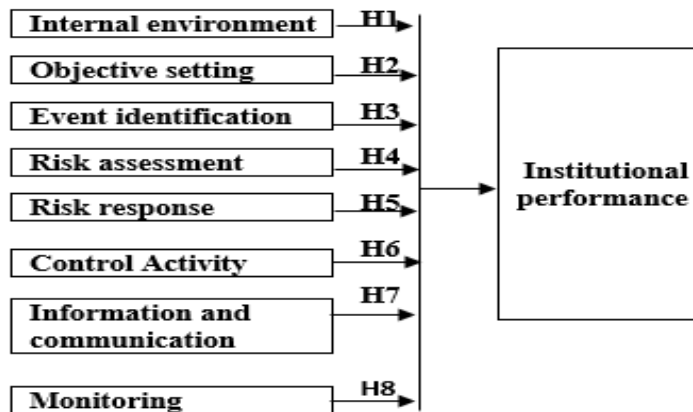 Internal environment
H1
Objective setting
H2
Event identification
H3
Risk assessment
H4
Risk response
H5
Control Activity
H6
Information and
communication
H7
Monitoring
H8
Institutional
performance